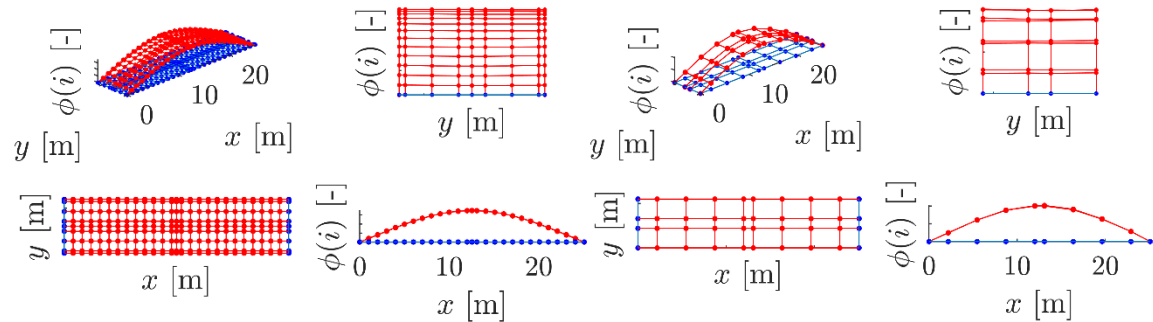 ϕ(i) [-]
y [m]
0
10
20
x [m]
ϕ(i) [-]
y [m]
ϕ(i) [-]
y [m]
0
10
20
x [m]
ϕ(i) [-]
y [m]
y [m]
x [m]
ϕ(i) [-]
0
10
20
x [m]
y [m]
x [m]
ϕ(i) [-]
0
10
20
x [m]